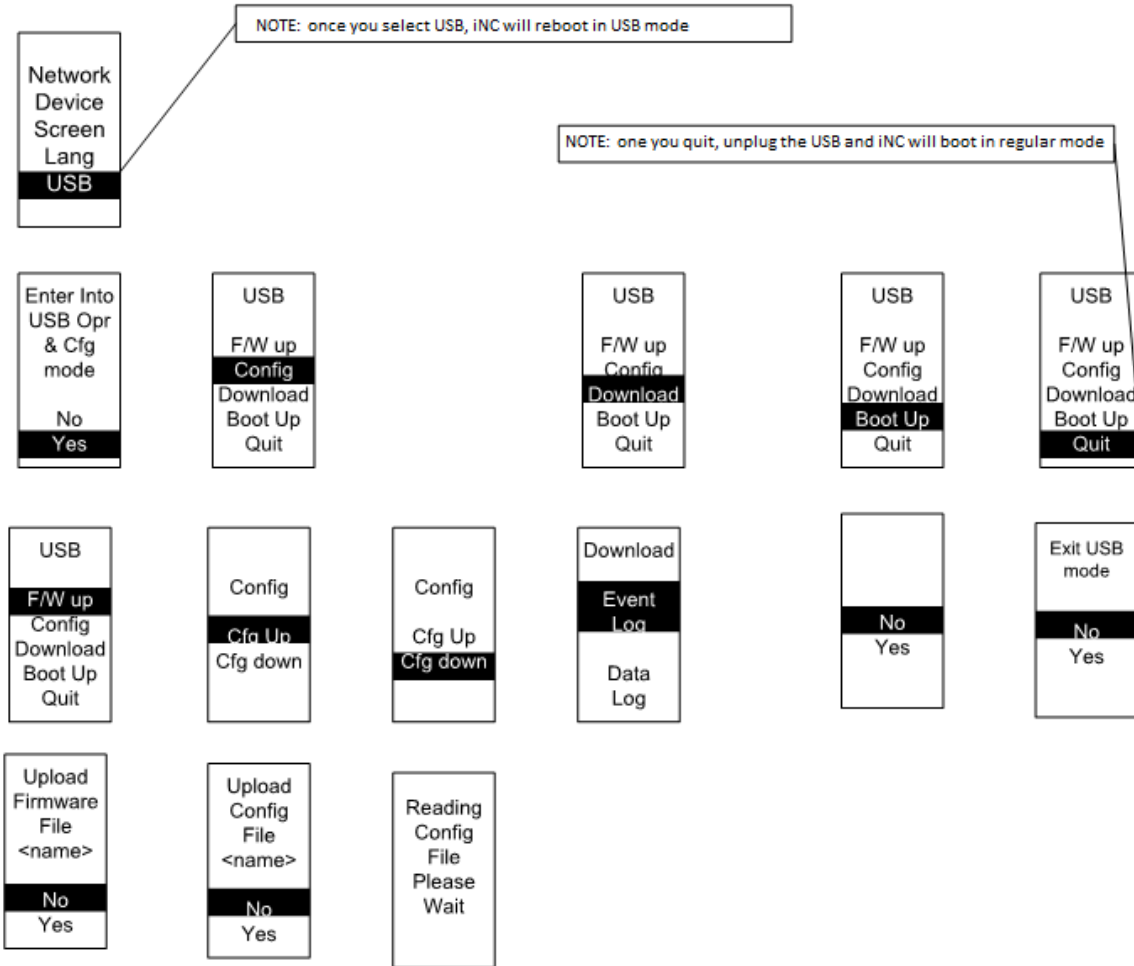 NOTE: once you select USB, iNC will reboot in USB mode
Network
Device
Screen
Lang
USB
NOTE: one you quit, unplug the USB and iNC will boot in regular mode
Enter Into
USB Opr
& Cfg
mode
No
Yes
USB
F/W up
Config
Download
Boot Up
Quit
USB
F/W up
Config
Download
Boot Up
Quit
USB
F/W up
Config
Download
Boot Up
Quit
USB
F/W up
Config
Download
Boot Up
Quit
USB
F/W up
Config
Download
Boot Up
Quit
Config
Cfg Up
Cfg down
Config
Cfg Up
Cfg down
Download
Event
Log
Data
Log
No
Yes
Exit USB
mode
No
Yes
Upload
Firmware
File
<name>
No
Yes
Upload
Config
File
<name>
No
Yes
Reading
Config
File
Please
Wait